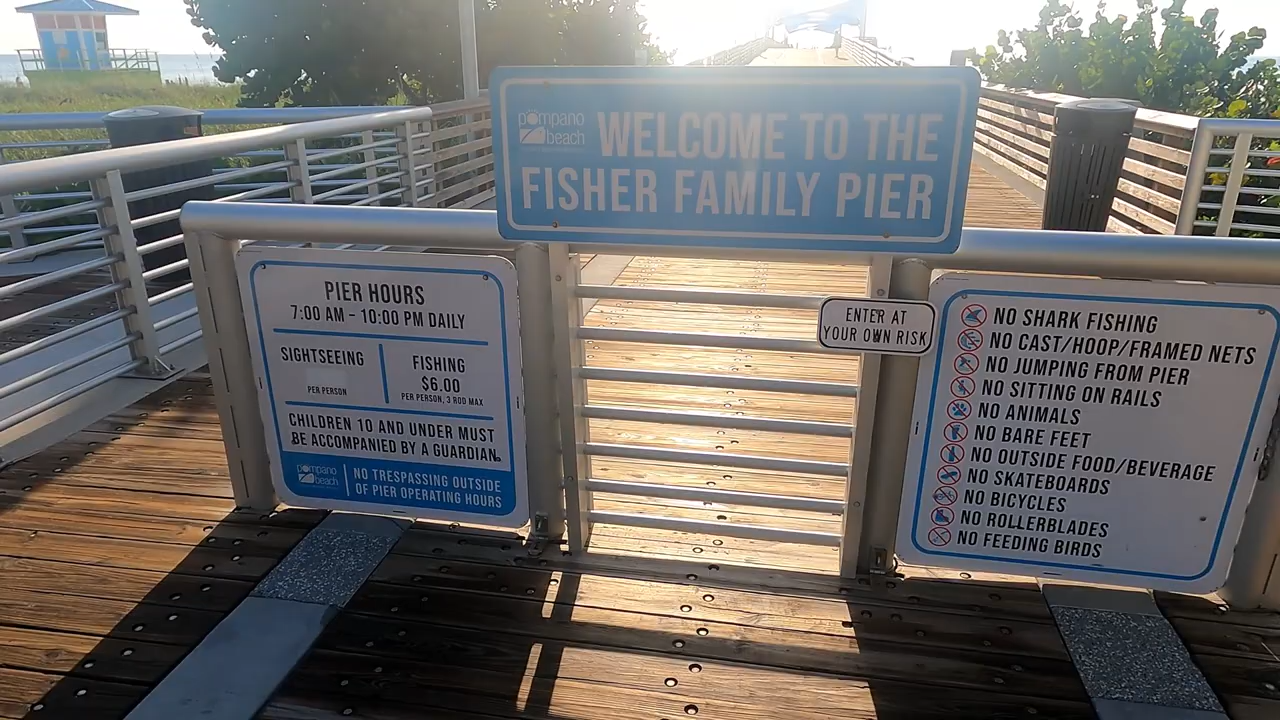 pompano
beach
WELCOME TO THE
FISHER FAMILY PIER
PIER HOURS
7:00 AM - 10:00 PM DAILY
SIGHTSEEING
PER PERSON
FISHING
$6.00
PER PERSON, 3 ROD MAX
CHILDREN 10 AND UNDER MUST
BE ACCOMPANIED BY A GUARDIAN.
pompano
beach
NO TRESPASSING OUTSIDE
OF PIER OPERATING HOURS
ENTER AT
YOUR OWN RISK
NO SHARK FISHING
NO CAST/HOOP/FRAMED NETS
NO JUMPING FROM PIER
NO SITTING ON RAILS
NO ANIMALS
NO BARE FEET
NO OUTSIDE FOOD/BEVERAGE
NO SKATEBOARDS
NO BICYCLES
NO ROLLERBLADES
NO FEEDING BIRDS